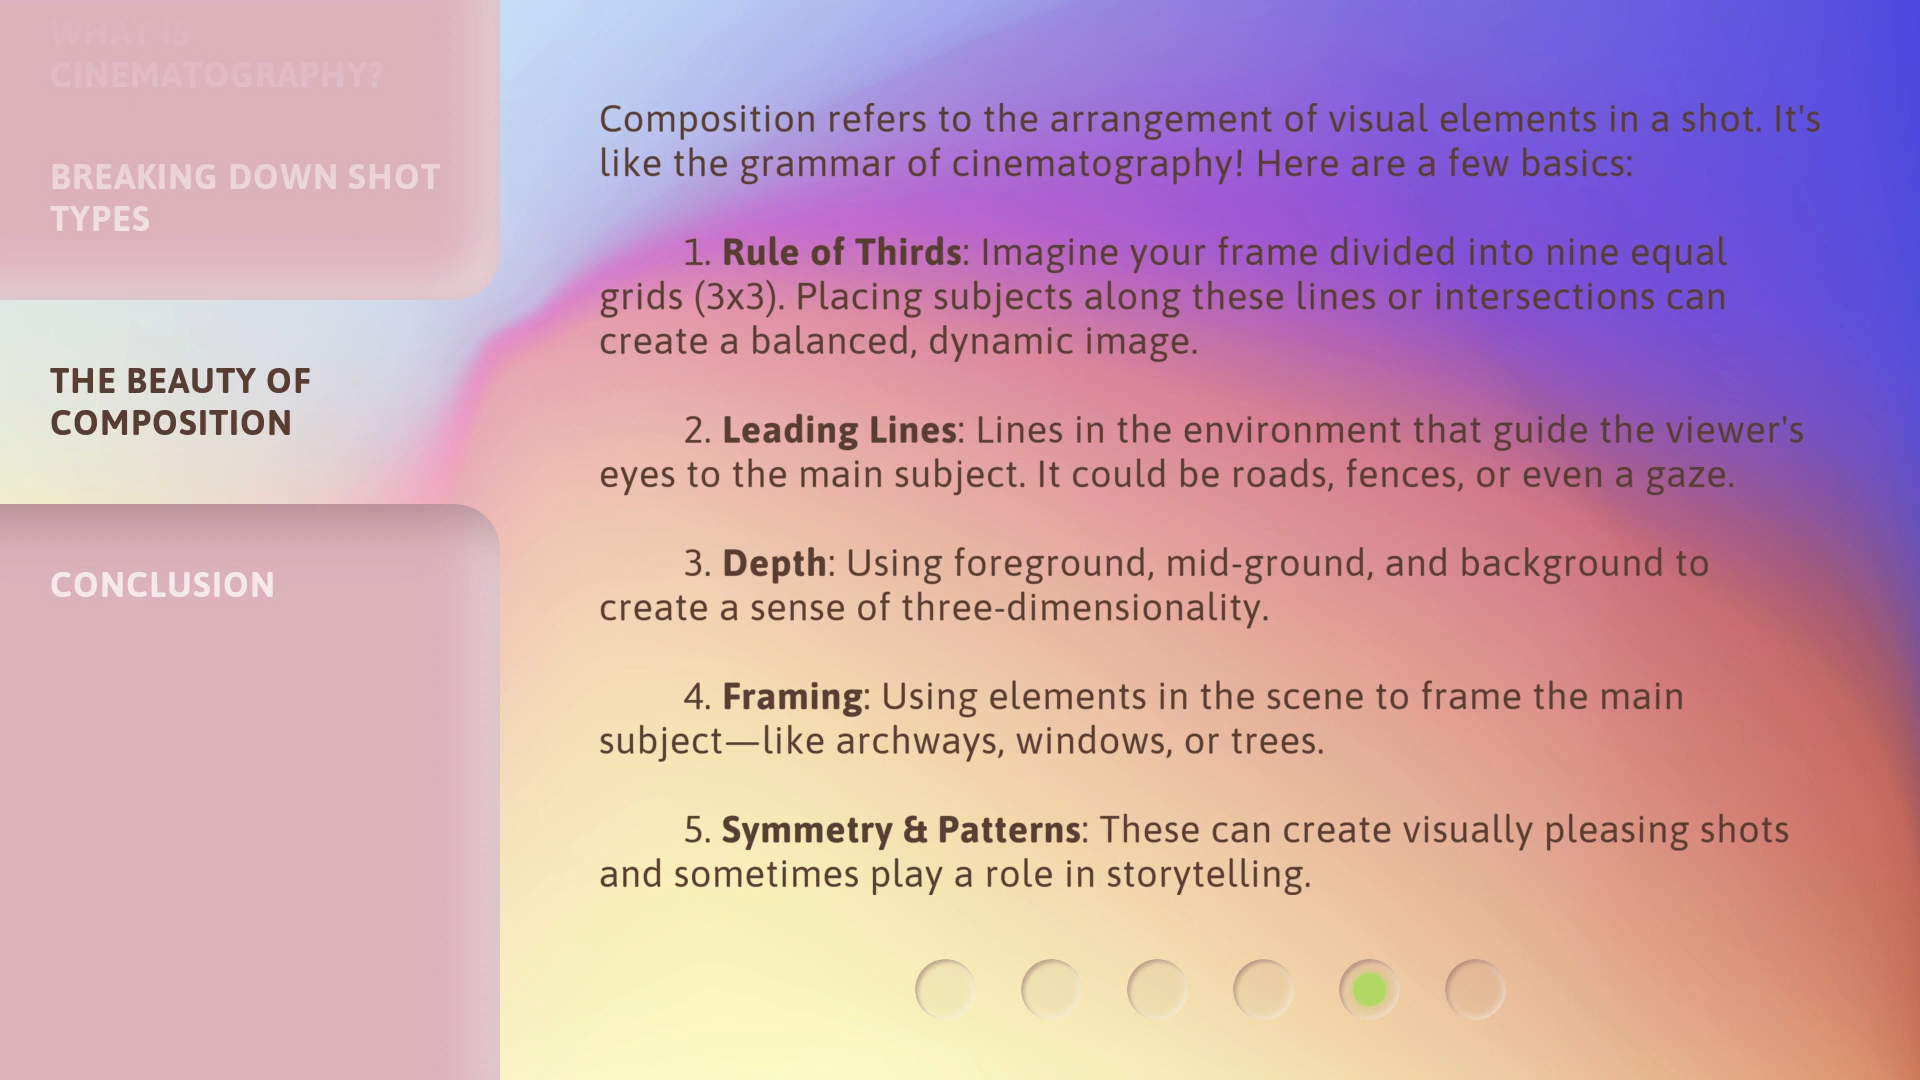 WHAT IS
CINEMATOGRAPHY?
BREAKING DOWN SHOT
TYPES
THE BEAUTY OF
COMPOSITION
CONCLUSION
Composition refers to the arrangement of visual elements in a shot. It's
like the grammar of cinematography! Here are a few basics:
1. Rule of Thirds: Imagine your frame divided into nine equal
grids (3x3). Placing subjects along these lines or intersections can
create a balanced, dynamic image.
2. Leading Lines: Lines in the environment that guide the viewer's
eyes to the main subject. It could be roads, fences, or even a gaze.
3. Depth: Using foreground, mid-ground, and background to
create a sense of three-dimensionality.
4. Framing: Using elements in the scene to frame the main
subject—like archways, windows, or trees.
5. Symmetry & Patterns: These can create visually pleasing shots
and sometimes play a role in storytelling.